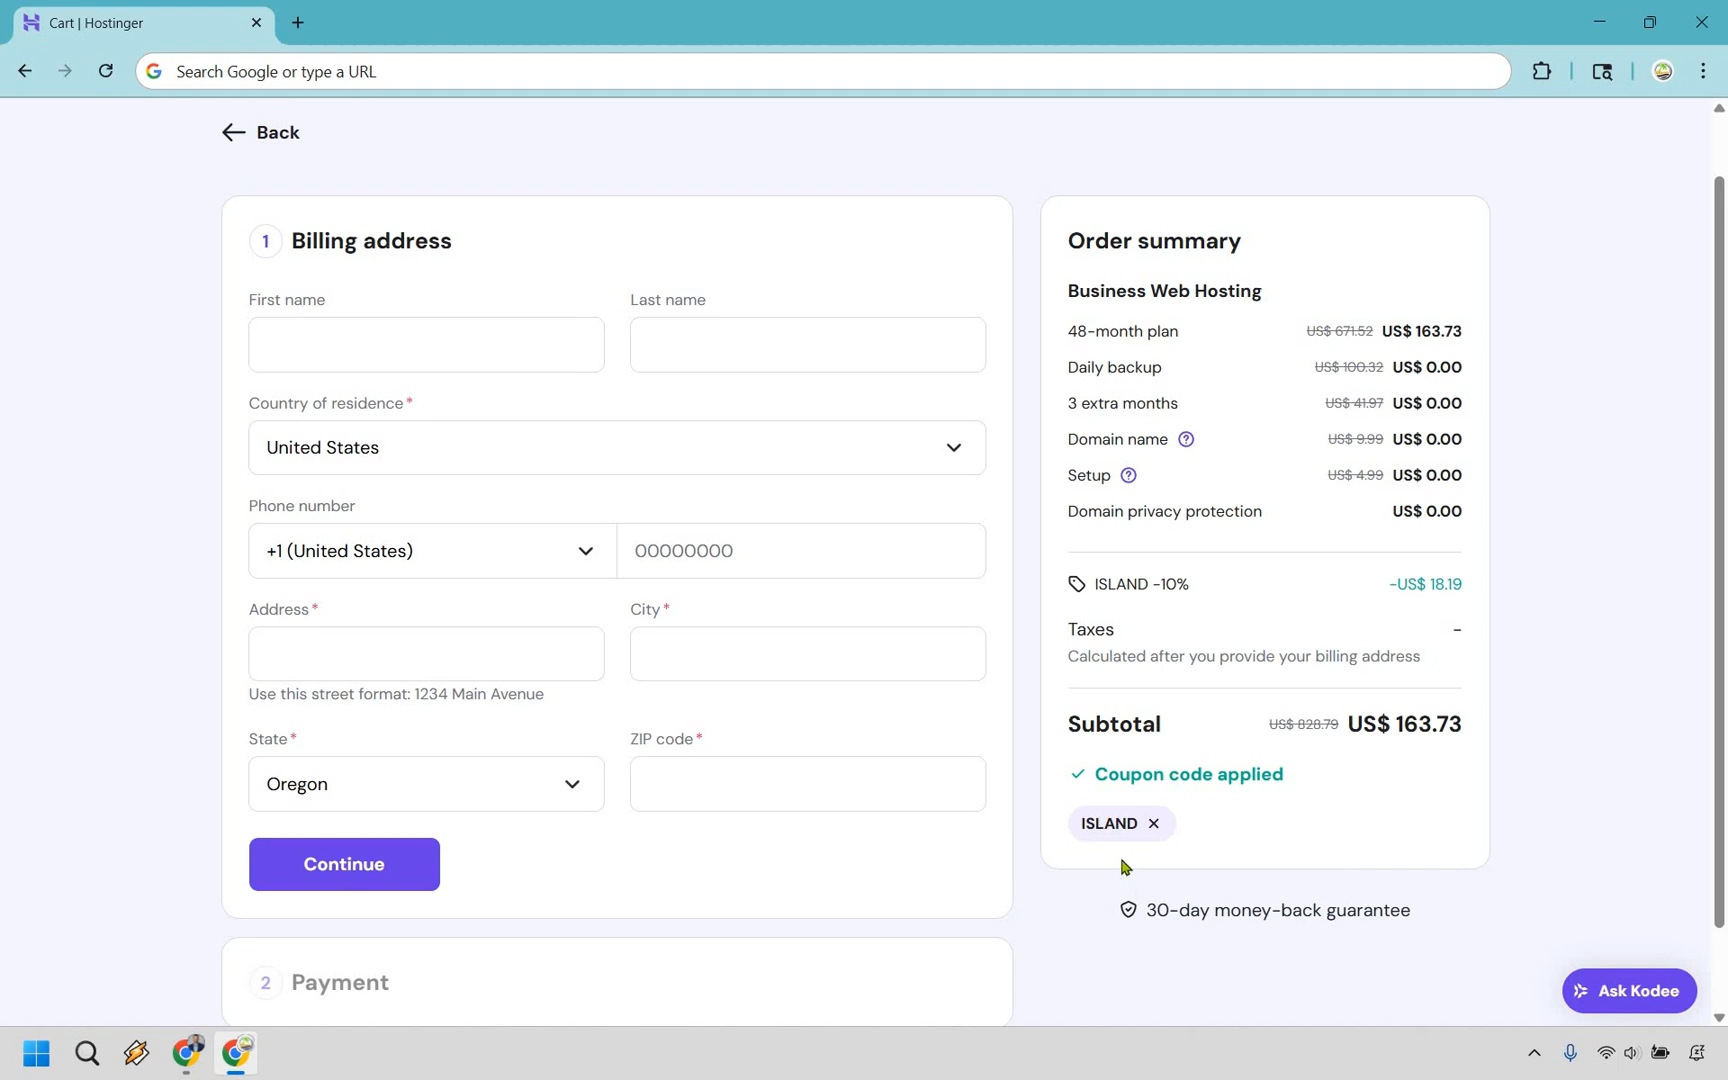 Cart | Hostinger
Search Google or type a URL
Back
1 Billing address
First name
Last name
Country of residence*
United States
Phone number
+1 (United States)
00000000
Address*
City*
Use this street format: 1234 Main Avenue
State*
ZIP code*
Oregon
Continue
2 Payment
Order summary
Business Web Hosting
48-month plan US$ 671.52 US$ 163.73
Daily backup US$ 100.32 US$ 0.00
3 extra months US$ 41.97 US$ 0.00
Domain name US$ 9.99 US$ 0.00
Setup US$ 4.99 US$ 0.00
Domain privacy protection US$ 0.00
ISLAND -10% -US$ 18.19
Taxes -
Calculated after you provide your billing address
Subtotal US$ 828.79 US$ 163.73
Coupon code applied
ISLAND
30-day money-back guarantee
Ask Kodee